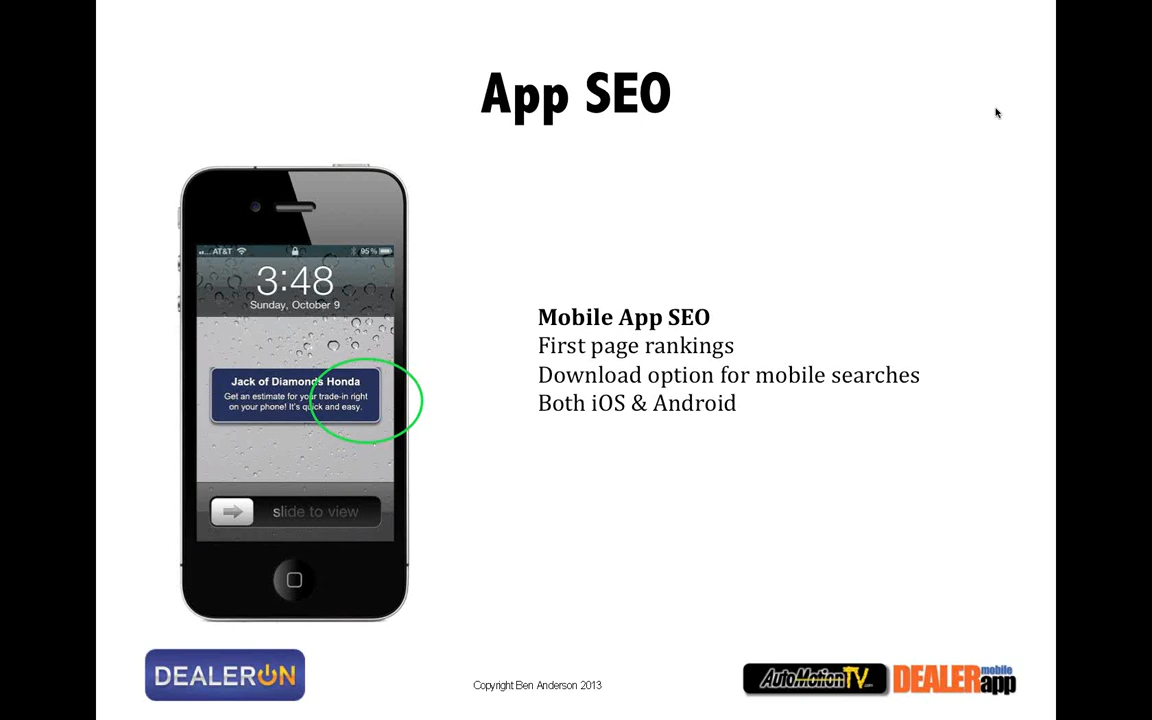 App SEO
AT&T
95%
3:48
Sunday, October 9
Jack of Diamonds Honda
Get an estimate for your trade-in right
on your phone! It's quick and easy.
slide to view
Mobile App SEO
First page rankings
Download option for mobile searches
Both iOS & Android
DEALERON
Copyright Ben Anderson 2013
AutoMotionTV.com
DEALER mobile app